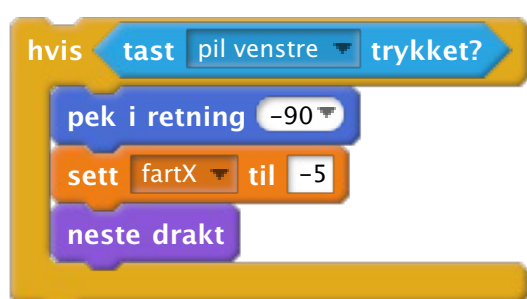 hvis tast pil venstre trykket?
pek i retning -90
sett fartX til -5
neste drakt